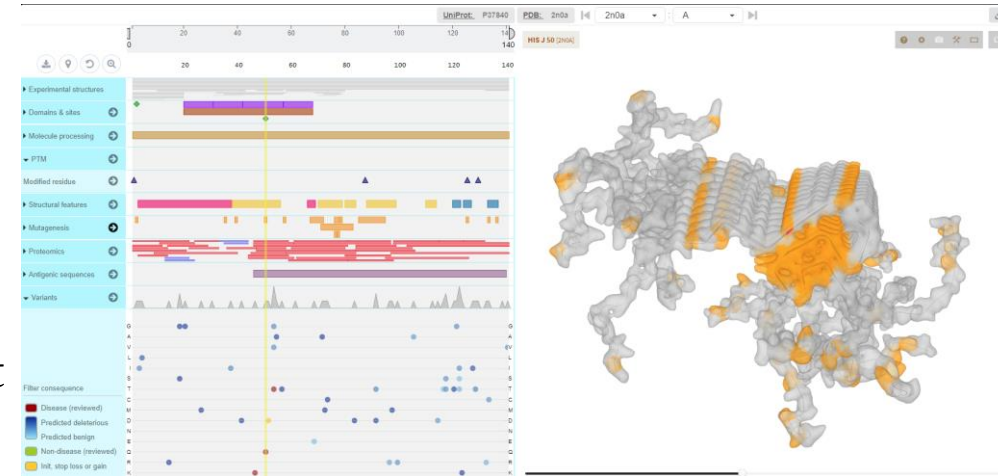 UniProt: P37840
PDB: 2n0a 2n0a : A
0 20 40 60 80 100 120 140
140
20 40 60 80 100 120 140
HIS J 50 [2N0A]
Experimental structures
Domains & sites
Molecule processing
PTM
Modified residue
Structural features
Mutagenesis
Proteomics
Antigenic sequences
Variants
G G
A A
V
L L
I I
S S
T T
C C
M M
D D
N N
E E
Q Q
R R
K K
Filter consequence
Disease (reviewed)
Predicted deleterious
Predicted benign
Non-disease (reviewed)
Init, stop loss or gain